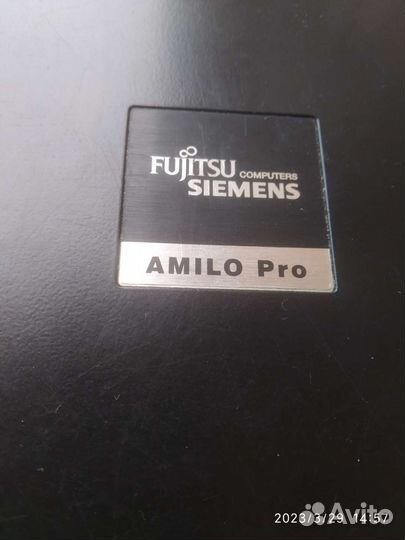 FUJITSU COMPUTERS
SIEMENS
AMILO Pro
2023/3/29 14:57
Avito